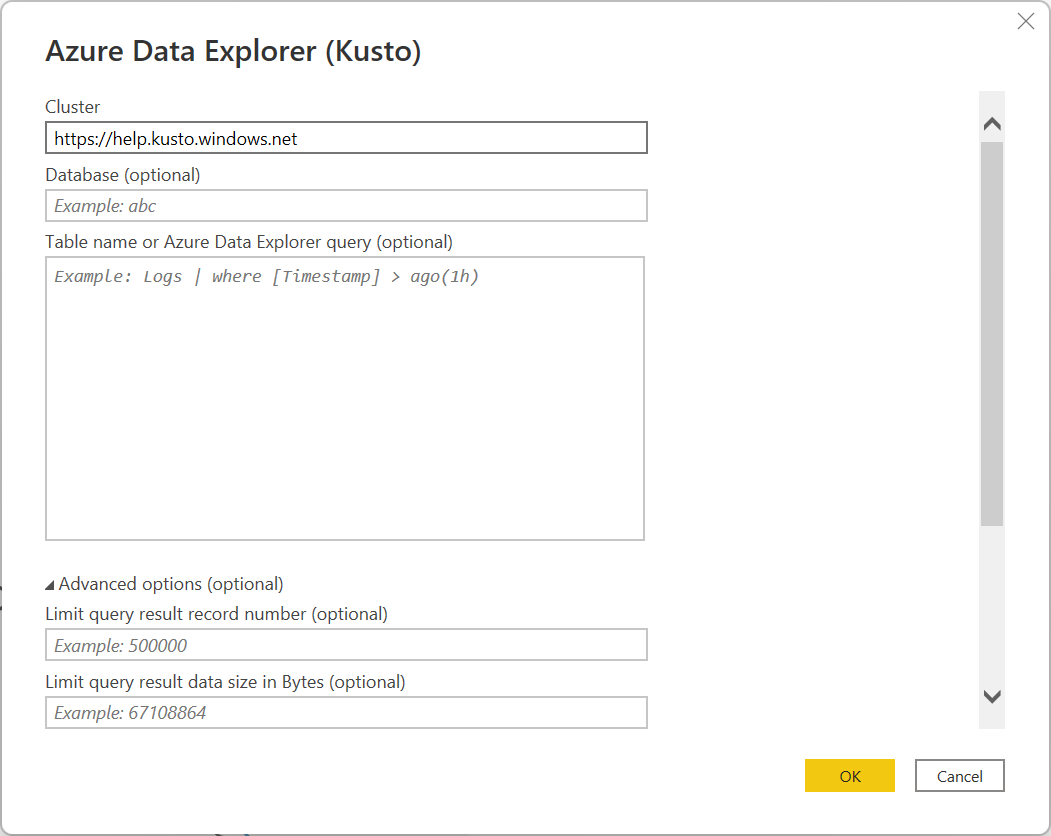 Azure Data Explorer (Kusto)
Cluster
https://help.kusto.windows.net
Database (optional)
Example: abc
Table name or Azure Data Explorer query (optional)
Example: Logs | where [Timestamp] > ago(1h)
Advanced options (optional)
Limit query result record number (optional)
Example: 500000
Limit query result data size in Bytes (optional)
Example: 67108864
OK
Cancel